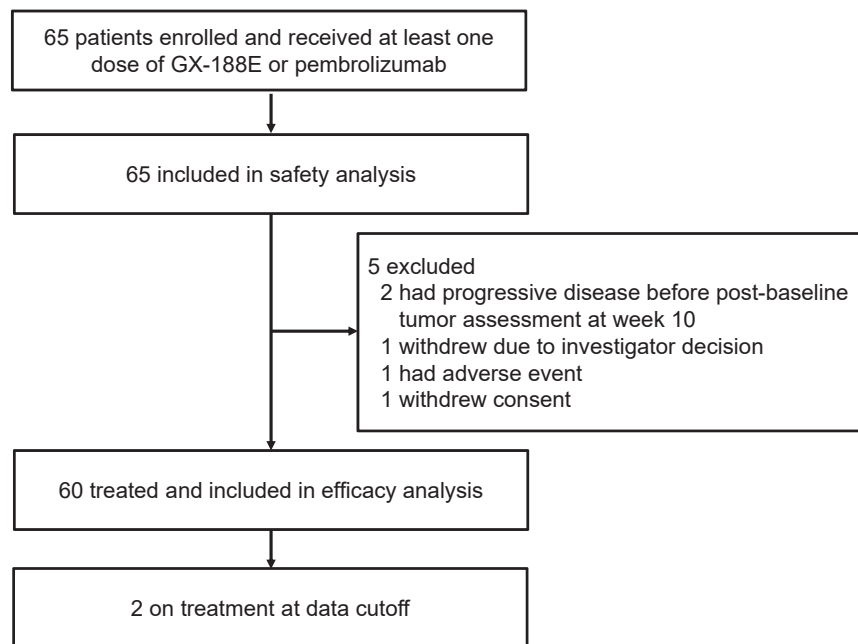 65 patients enrolled and received at least one
dose of GX-188E or pembrolizumab
65 included in safety analysis
5 excluded
2 had progressive disease before post-baseline
tumor assessment at week 10
1 withdrew due to investigator decision
1 had adverse event
1 withdrew consent
60 treated and included in efficacy analysis
2 on treatment at data cutoff